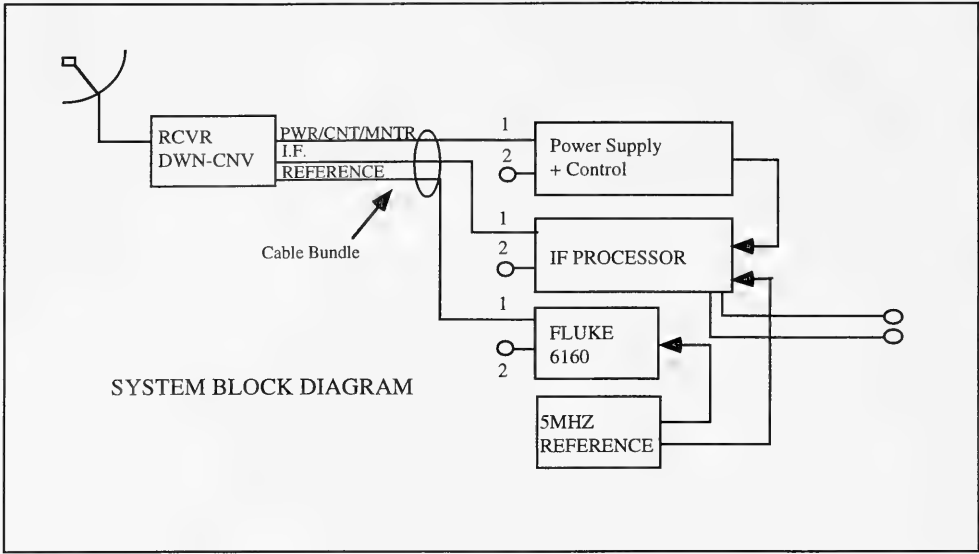 RCVR
DWN-CNV
PWR/CNT/MNTR
I.F.
REFERENCE
Cable Bundle
1
2
Power Supply
+ Control
1
2
IF PROCESSOR
1
2
FLUKE
6160
5MHZ
REFERENCE
SYSTEM BLOCK DIAGRAM